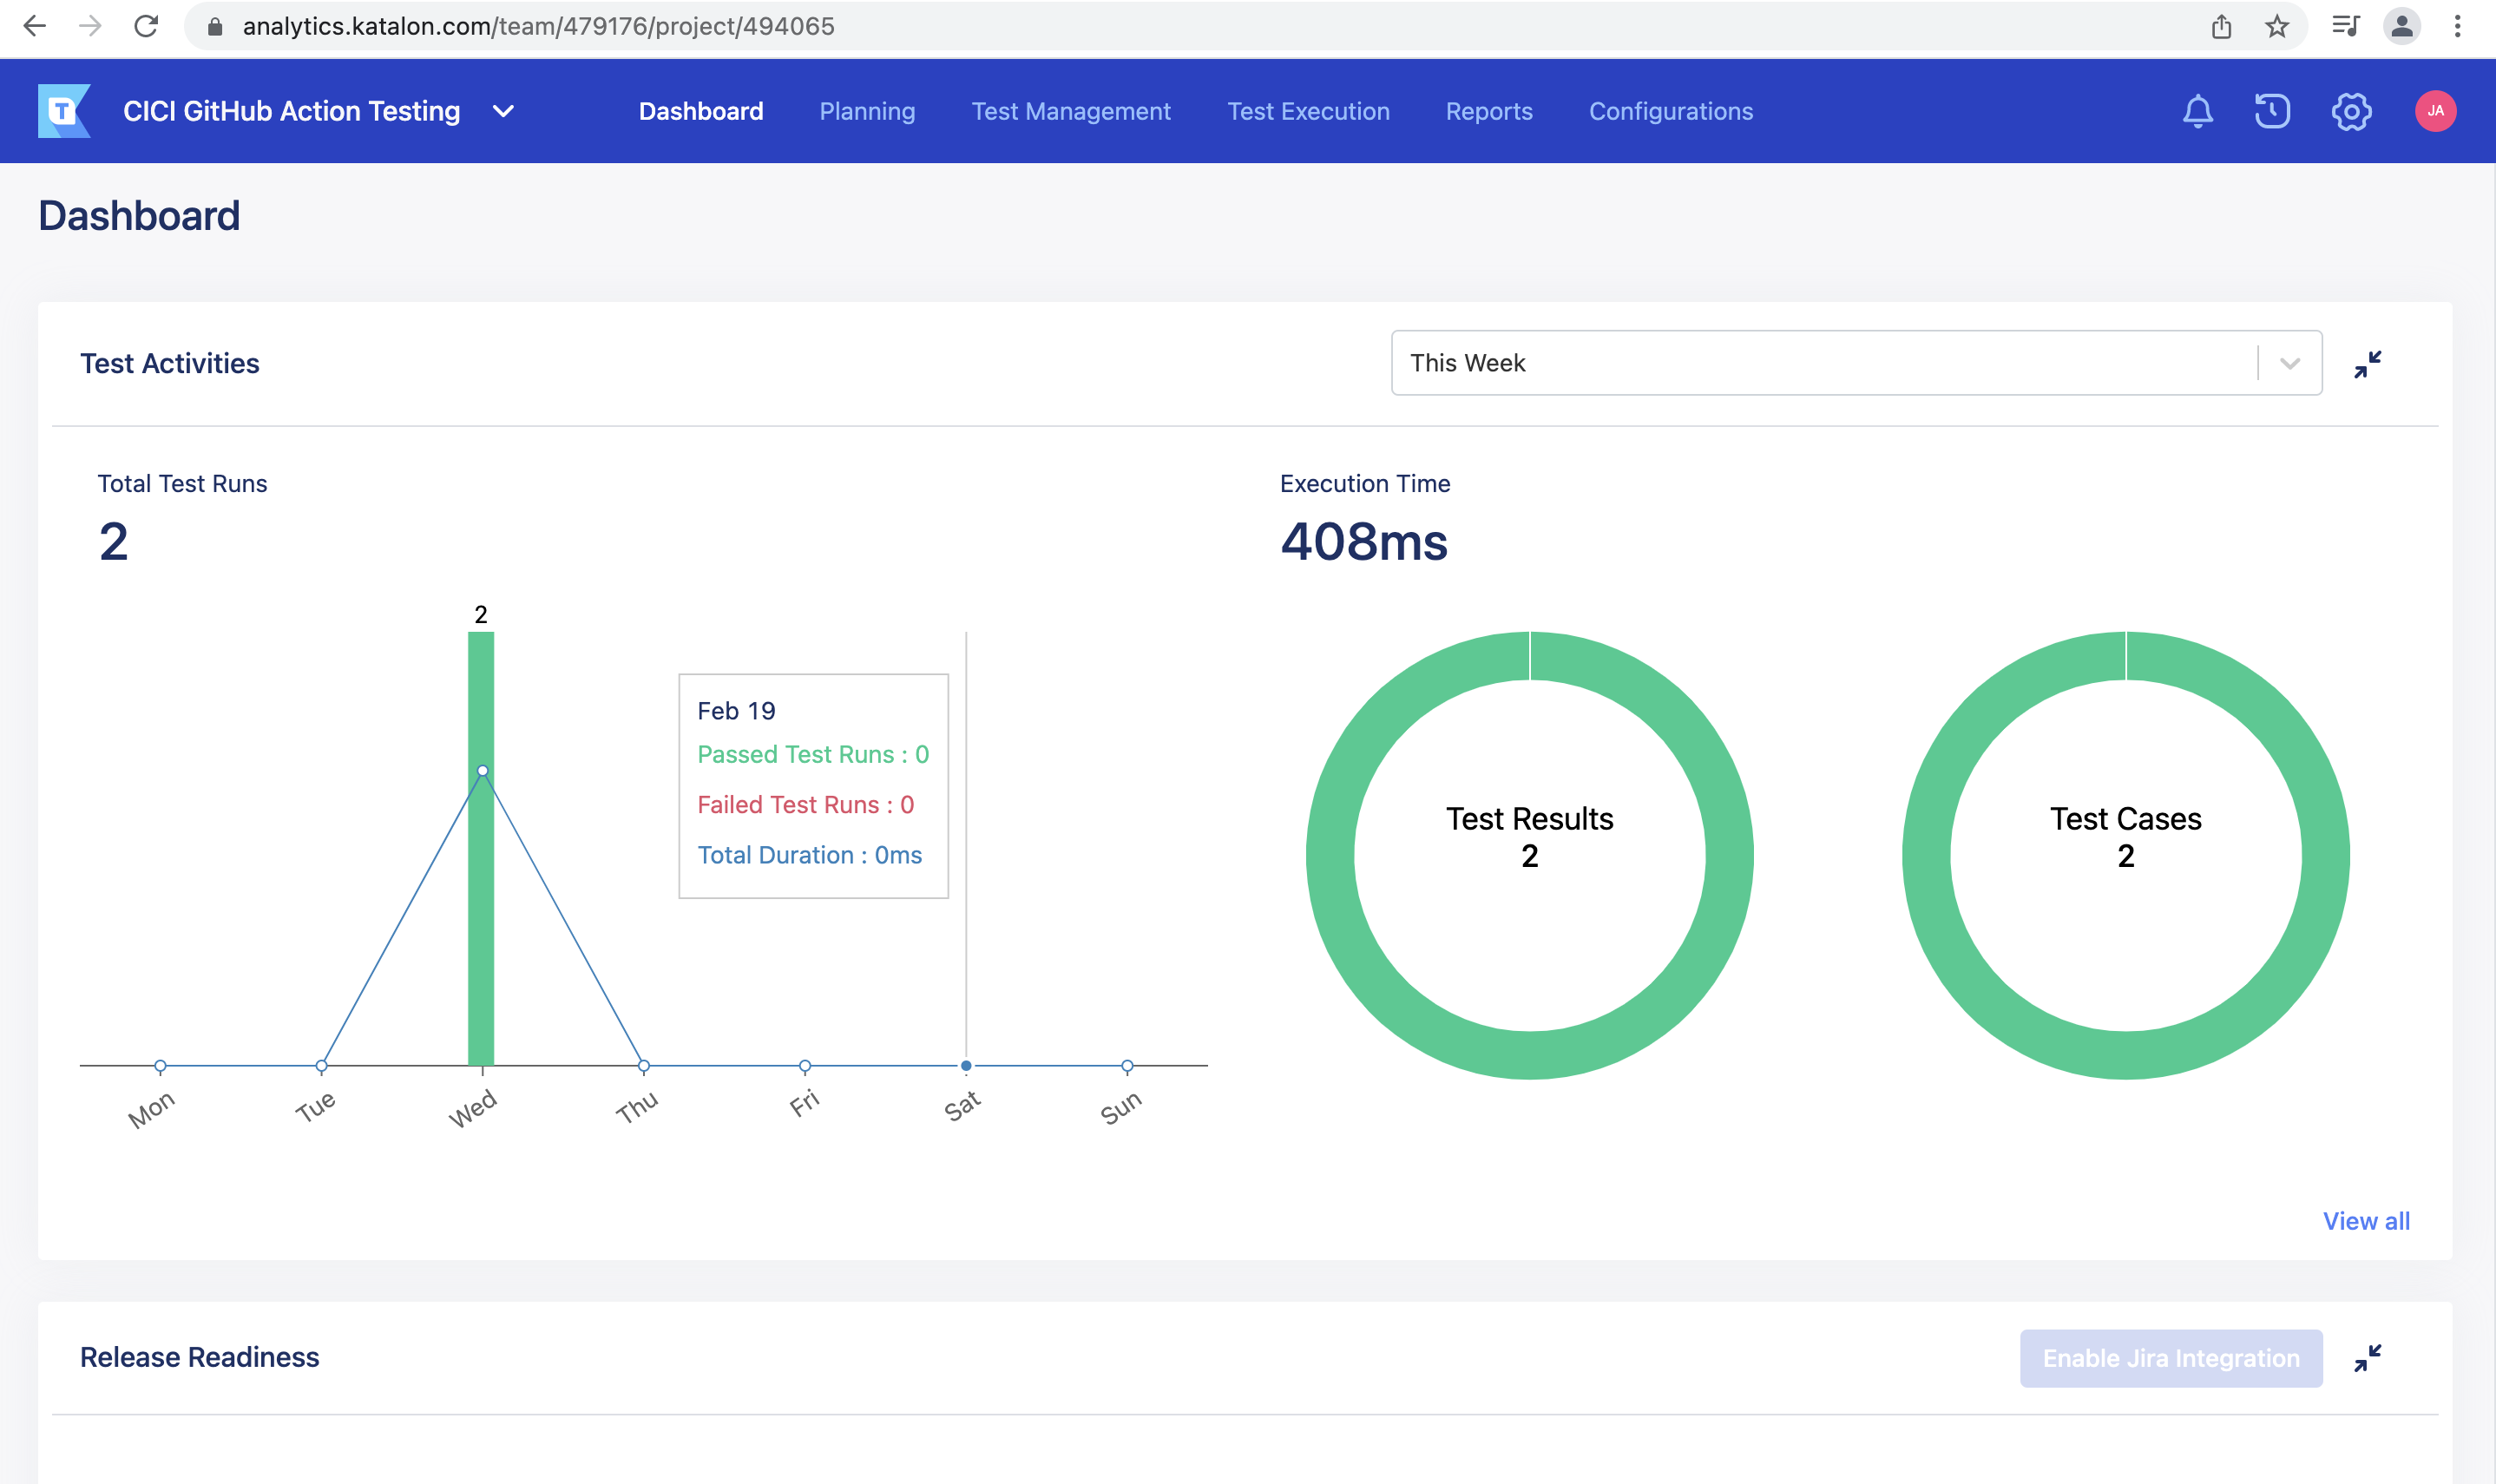 analytics.katalon.com/team/479176/project/494065
T
CICI GitHub Action Testing
Dashboard
Planning
Test Management
Test Execution
Reports
Configurations
JA
Dashboard
Test Activities
This Week
Total Test Runs
2
Execution Time
408ms
2
Feb 19
Passed Test Runs : 0
Failed Test Runs : 0
Total Duration : 0ms
Mon
Tue
Wed
Thu
Fri
Sat
Sun
Test Results
2
Test Cases
2
View all
Release Readiness
Enable Jira Integration